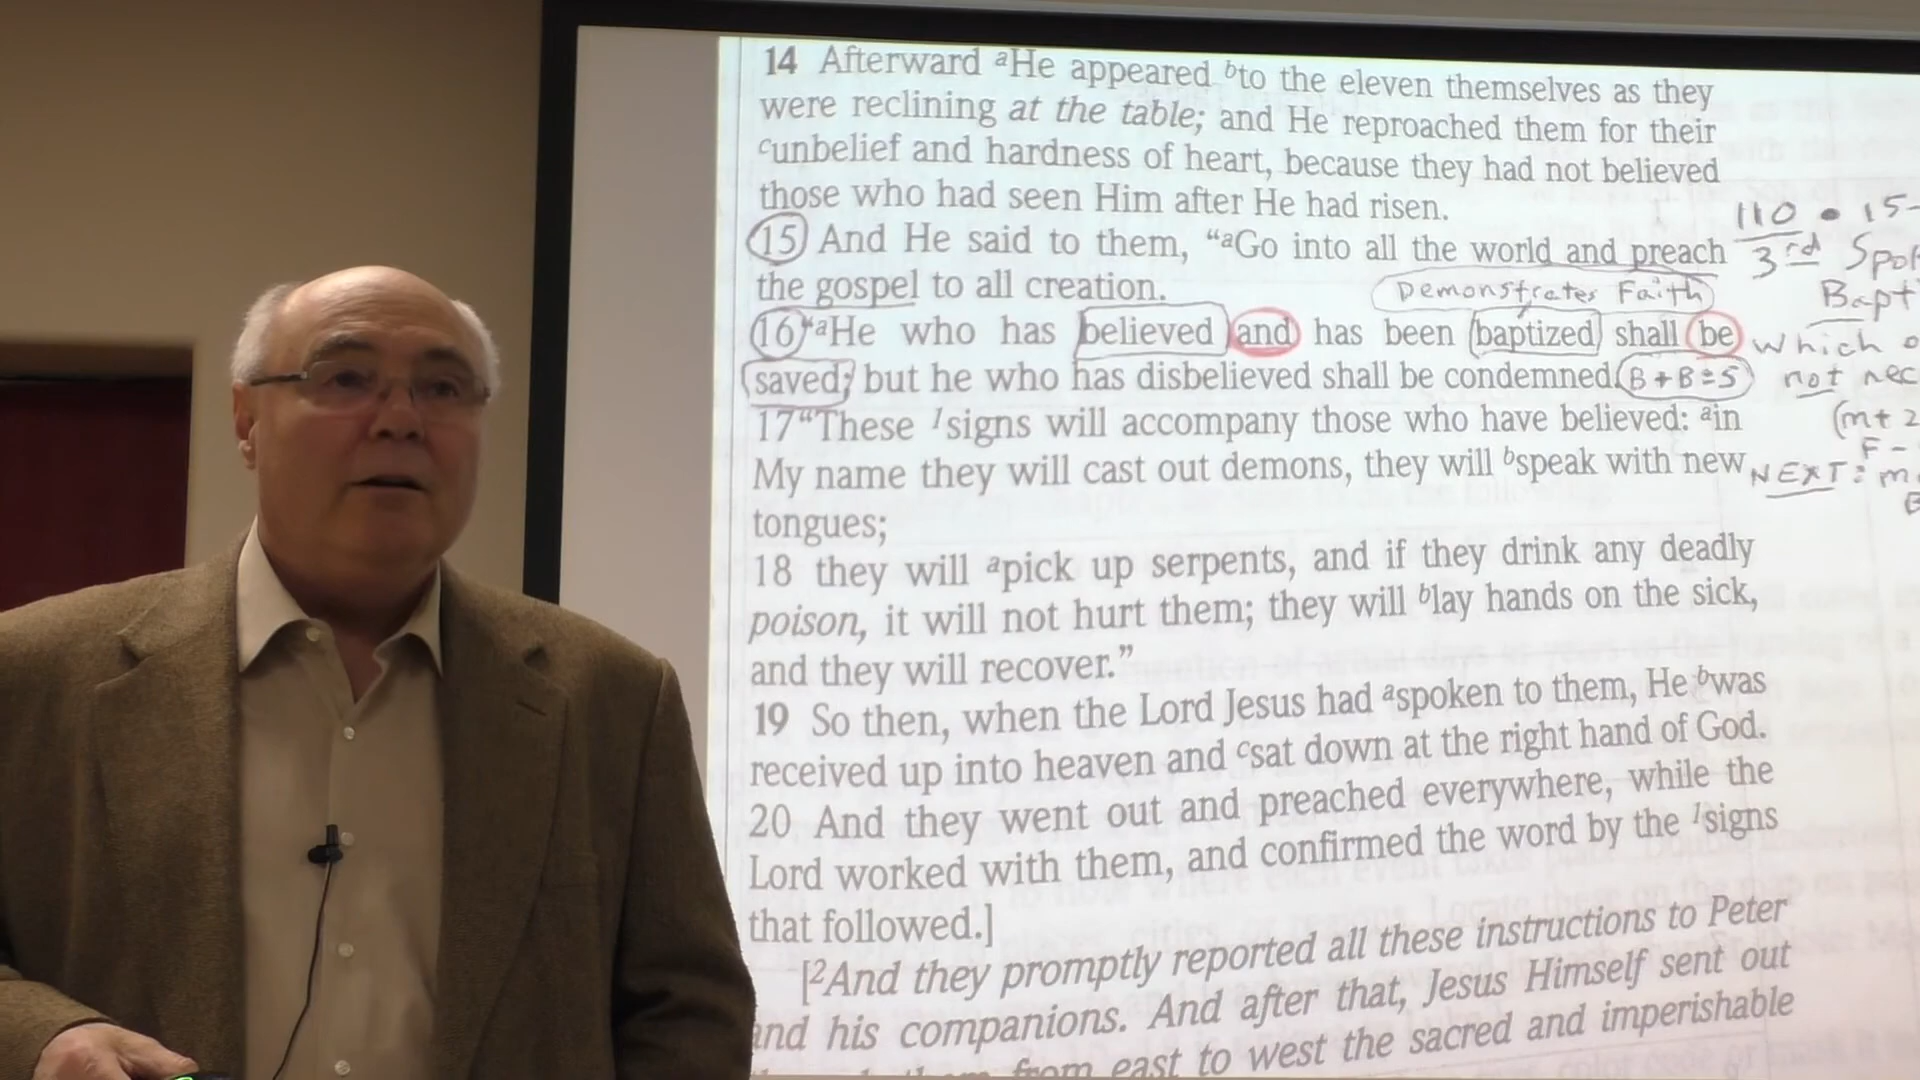 14 Afterward aHe appeared bto the eleven themselves as they
were reclining at the table; and He reproached them for their
cunbelief and hardness of heart, because they had not believed
those who had seen Him after He had risen.
15 And He said to them, “aGo into all the world and preach
the gospel to all creation.
Demonstrates Faith
16“aHe who has believed and has been baptized shall be
saved; but he who has disbelieved shall be condemned.
B+B=S
17“These 1signs will accompany those who have believed: ain
My name they will cast out demons, they will bspeak with new
tongues;
18 they will apick up serpents, and if they drink any deadly
poison, it will not hurt them; they will blay hands on the sick,
and they will recover.”
19 So then, when the Lord Jesus had aspoken to them, He bwas
received up into heaven and csat down at the right hand of God.
20 And they went out and preached everywhere, while the
Lord worked with them, and confirmed the word by the 1signs
that followed.]
[2And they promptly reported all these instructions to Peter
and his companions. And after that, Jesus Himself sent out
from east to west the sacred and imperishable
110 • 15-
3rd
Bapt
which
not
(mt 2
F-
NEXT: m